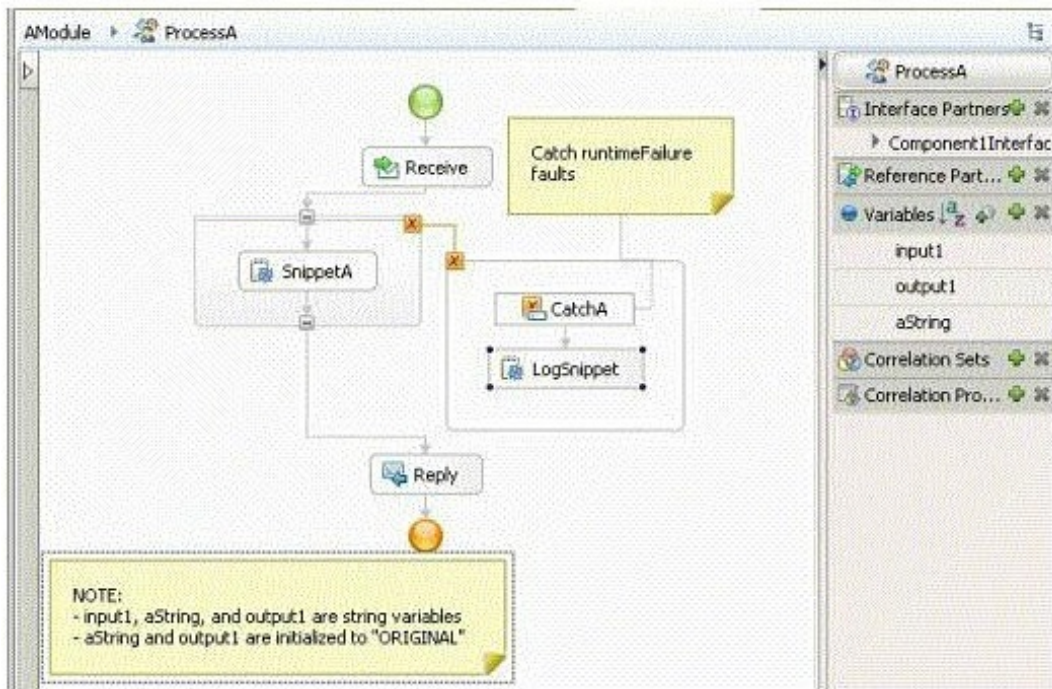 AModule ProcessA
ProcessA
Interface Partners
Component1Interfac
Reference Part...
Variables
input1
output1
aString
Correlation Sets
Correlation Pro...
Receive
Catch runtimeFailure
faults
SnippetA
CatchA
LogSnippet
Reply
NOTE:
- input1, aString, and output1 are string variables
- aString and output1 are initialized to "ORIGINAL"